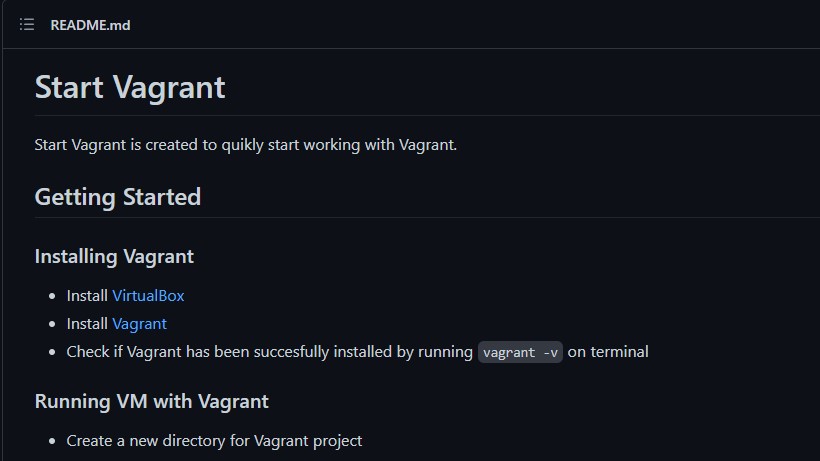 README.md
Start Vagrant
Start Vagrant is created to quikly start working with Vagrant.
Getting Started
Installing Vagrant
Install VirtualBox
Install Vagrant
Check if Vagrant has been succesfully installed by running vagrant -v on terminal
Running VM with Vagrant
Create a new directory for Vagrant project